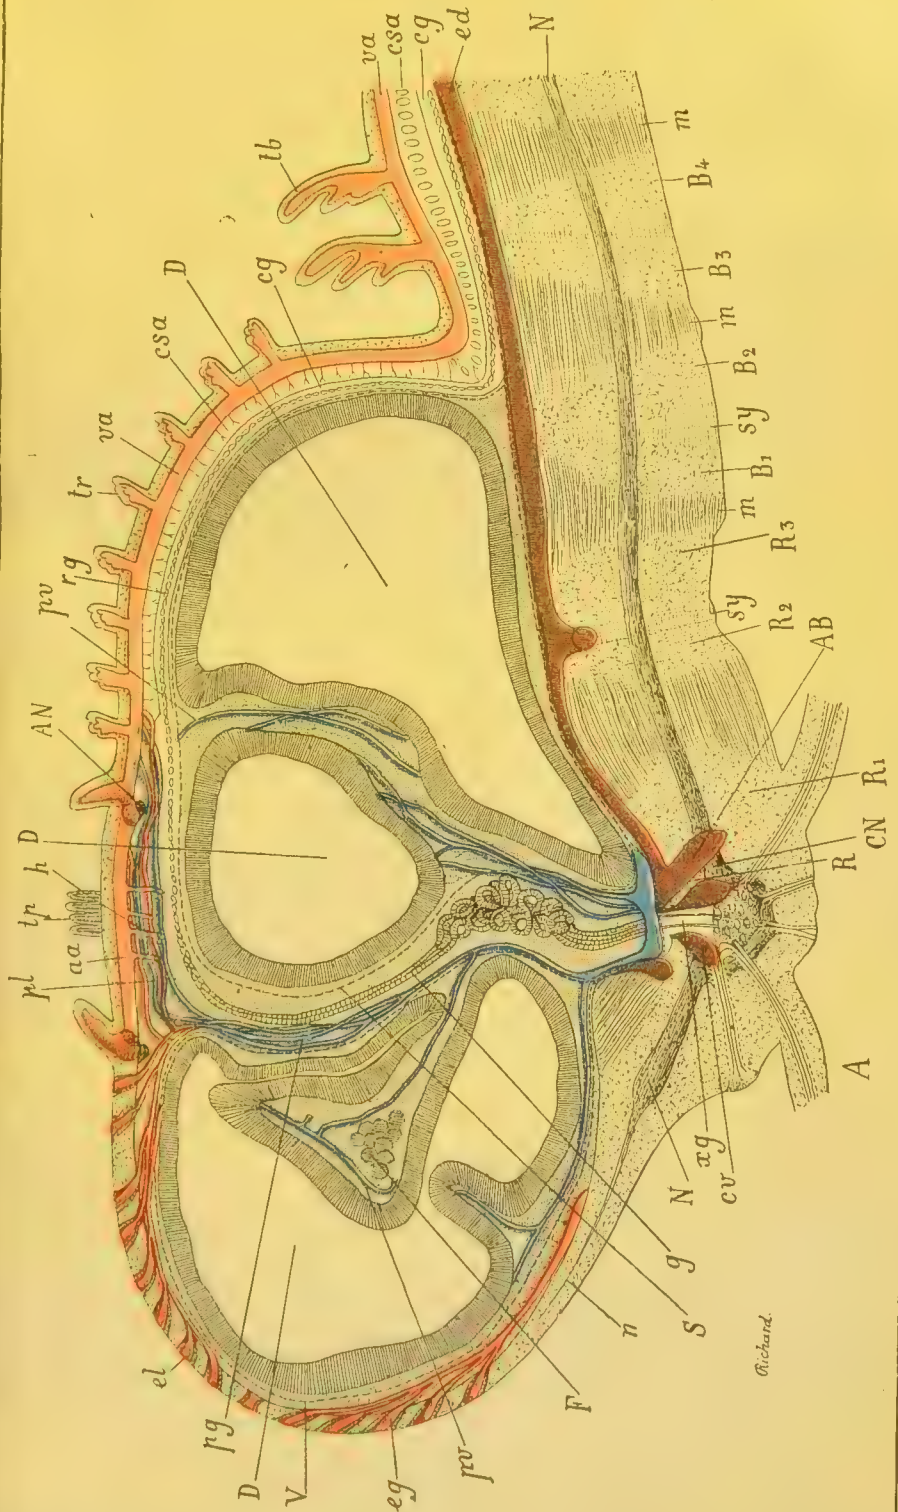 va
csa
cg
ed
N
m
B4
B3
m
B2
sy
B1
m
R3
sy
R2
AB
R1
CN
R
A
lb
D
cg
csa
va
tr
rg
pv
AN
D
h
tp
aa
pl
el
pg
D
V
eg
pv
F
n
S
g
N
xg
cv
Richard.